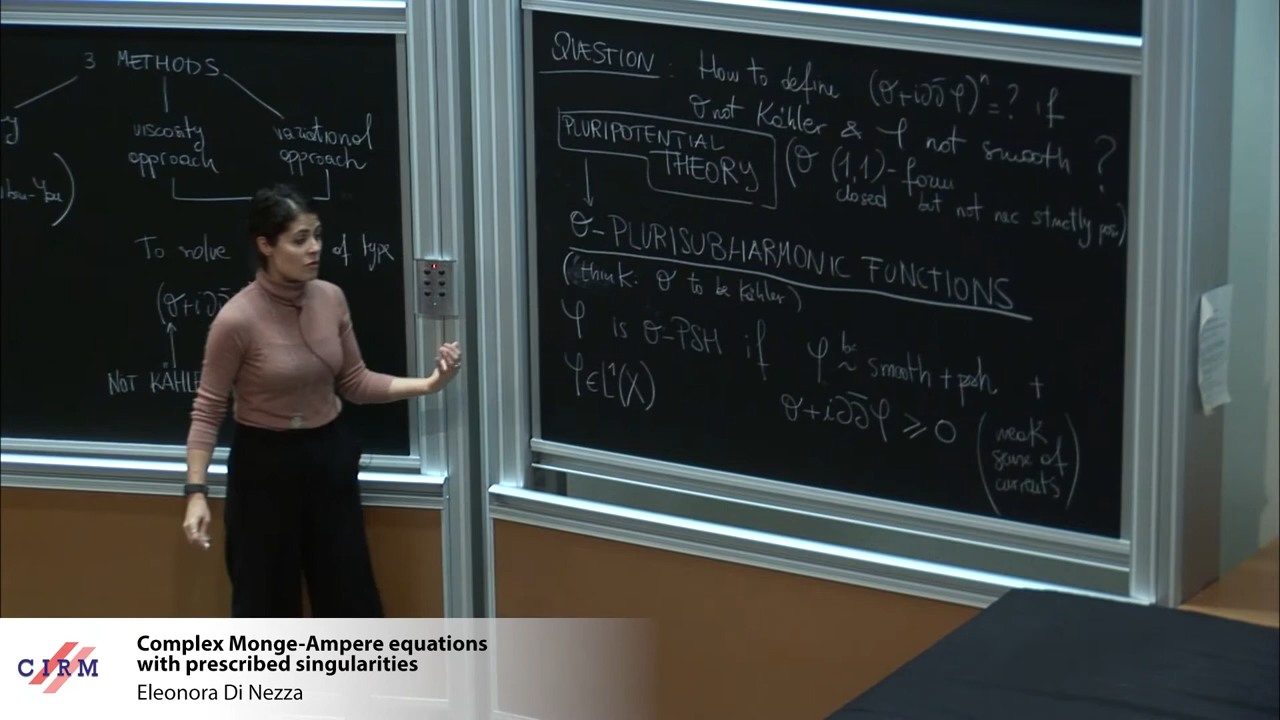 3 METHODS
viscosity
approach
variational
approach
To solve of type
NOT KÄHLE
QUESTION: How to define (θ+i∂∂̄φ)ⁿ=? if
θ not Kähler & φ not smooth ?
PLURIPOTENTIAL
THEORY
(θ (1,1)-form
closed but not nec strictly pos)
θ-PLURISUBHARMONIC FUNCTIONS
(think: θ to be Kähler)
φ is θ-PSH if φ loc ~ smooth + psh +
φ∈L¹(X)
θ+i∂∂̄φ ≥ 0
(weak
sense of
currents)
CIRM
Complex Monge-Ampere equations
with prescribed singularities
Eleonora Di Nezza